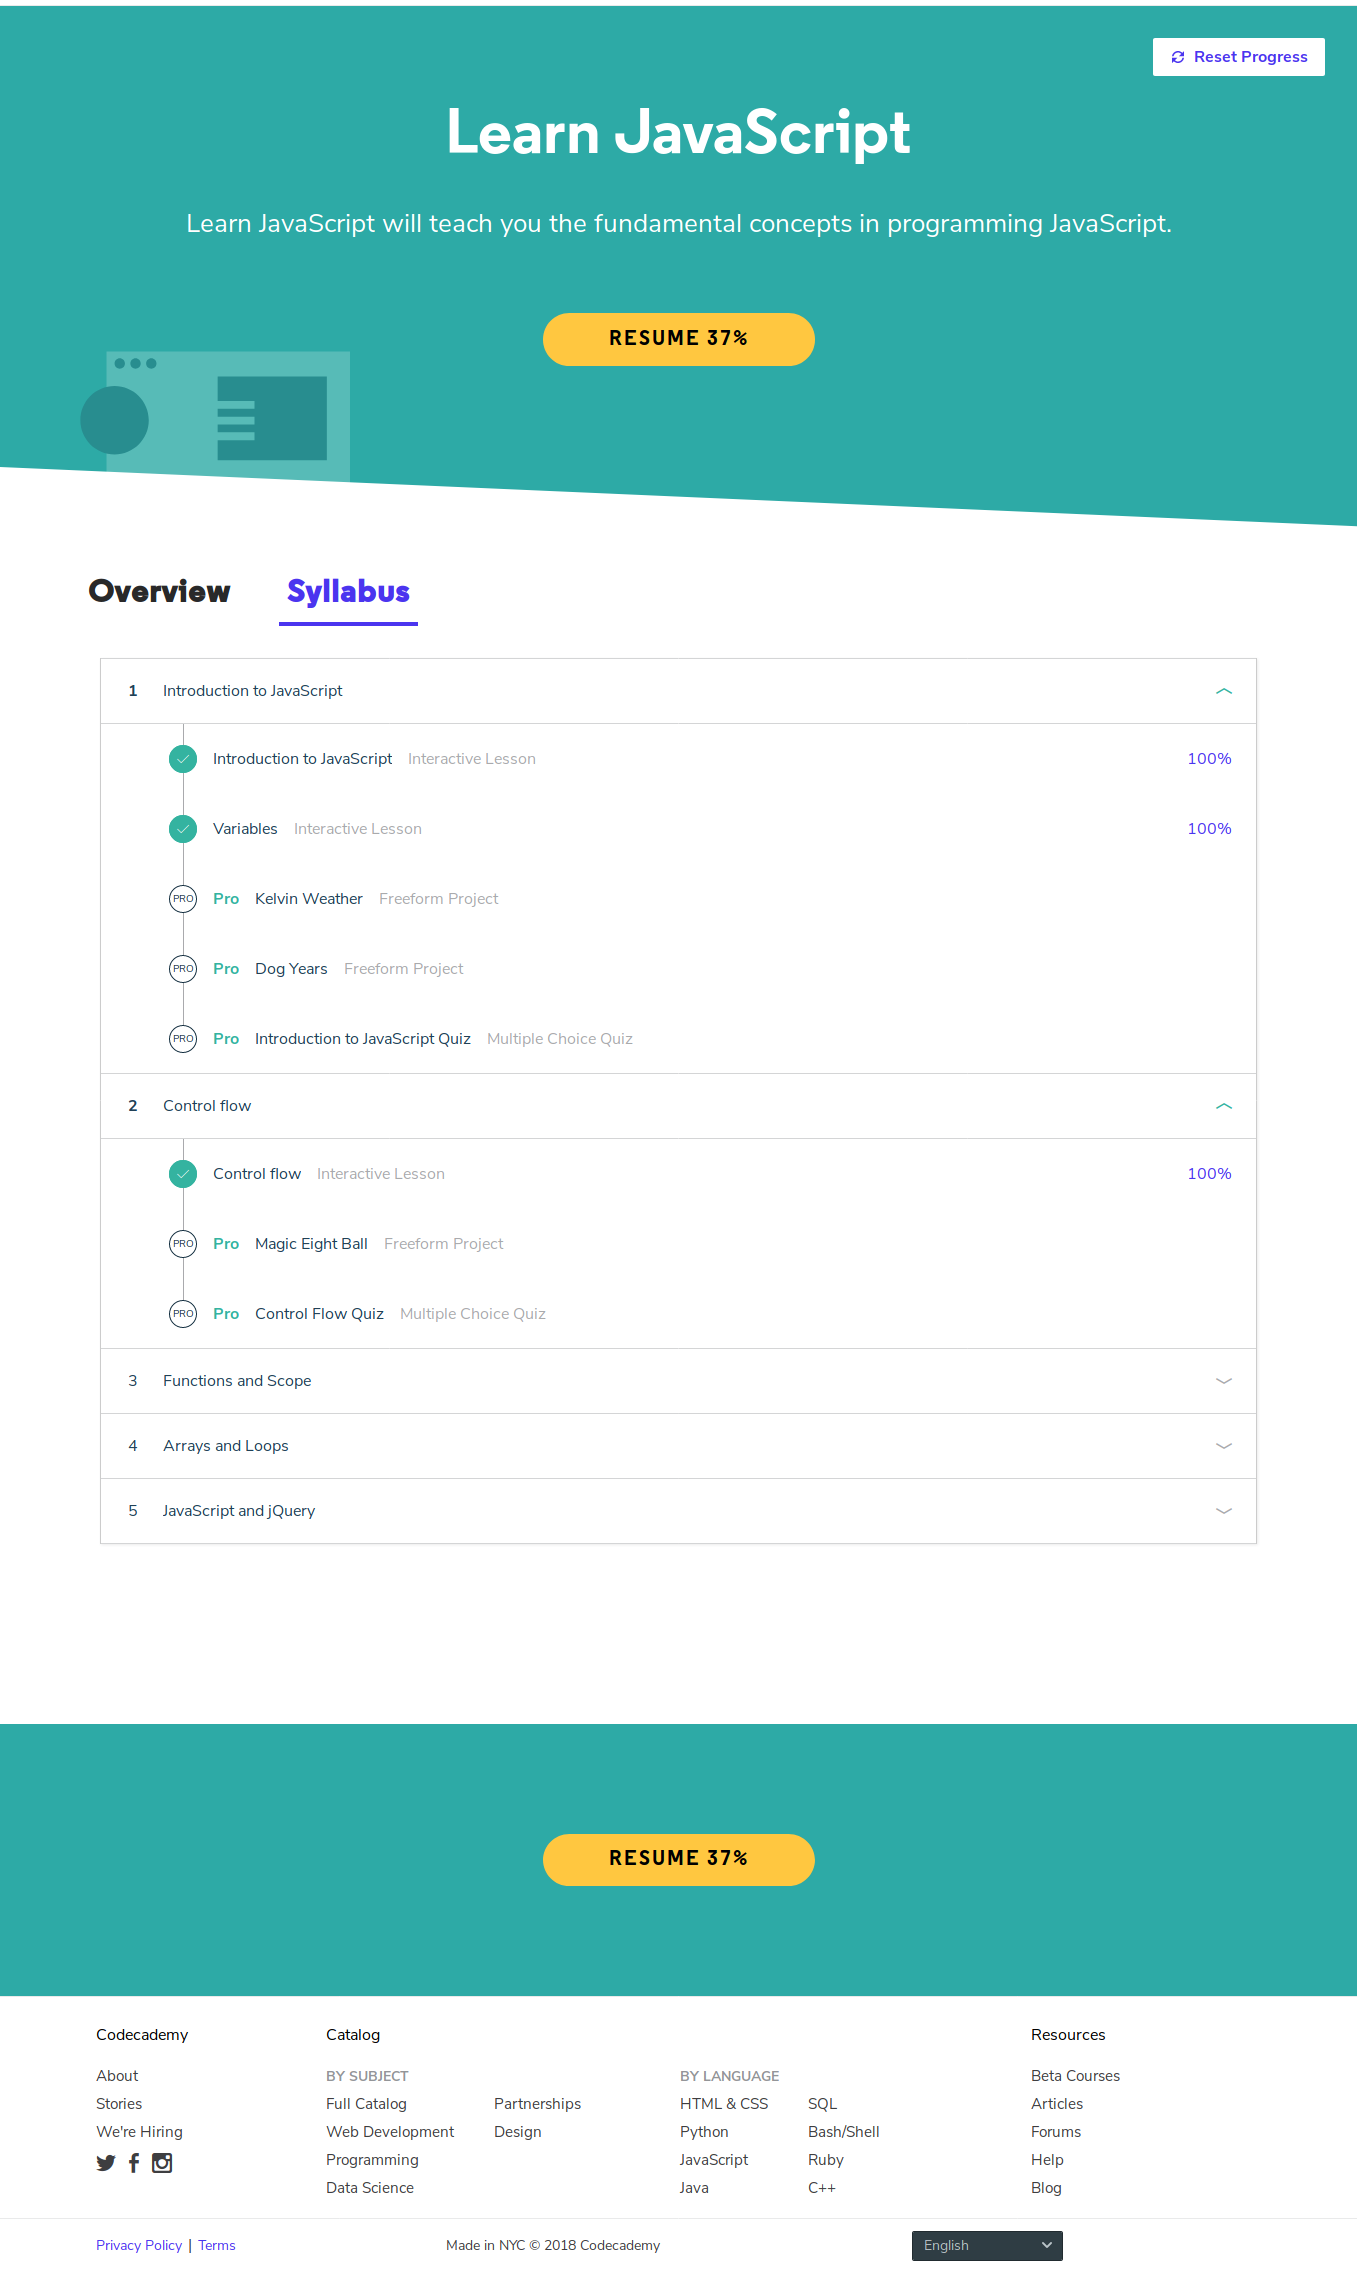 Reset Progress
Learn JavaScript
Learn JavaScript will teach you the fundamental concepts in programming JavaScript.
RESUME 37%
Overview Syllabus
1 Introduction to JavaScript
Introduction to JavaScript Interactive Lesson 100%
Variables Interactive Lesson 100%
PRO Pro Kelvin Weather Freeform Project
PRO Pro Dog Years Freeform Project
PRO Pro Introduction to JavaScript Quiz Multiple Choice Quiz
2 Control flow
Control flow Interactive Lesson 100%
PRO Pro Magic Eight Ball Freeform Project
PRO Pro Control Flow Quiz Multiple Choice Quiz
3 Functions and Scope
4 Arrays and Loops
5 JavaScript and jQuery
RESUME 37%
Codecademy Catalog Resources
About BY SUBJECT BY LANGUAGE Beta Courses
Stories Full Catalog Partnerships HTML & CSS SQL Articles
We're Hiring Web Development Design Python Bash/Shell Forums
Programming JavaScript Ruby Help
Data Science Java C++ Blog
Privacy Policy | Terms Made in NYC © 2018 Codecademy English